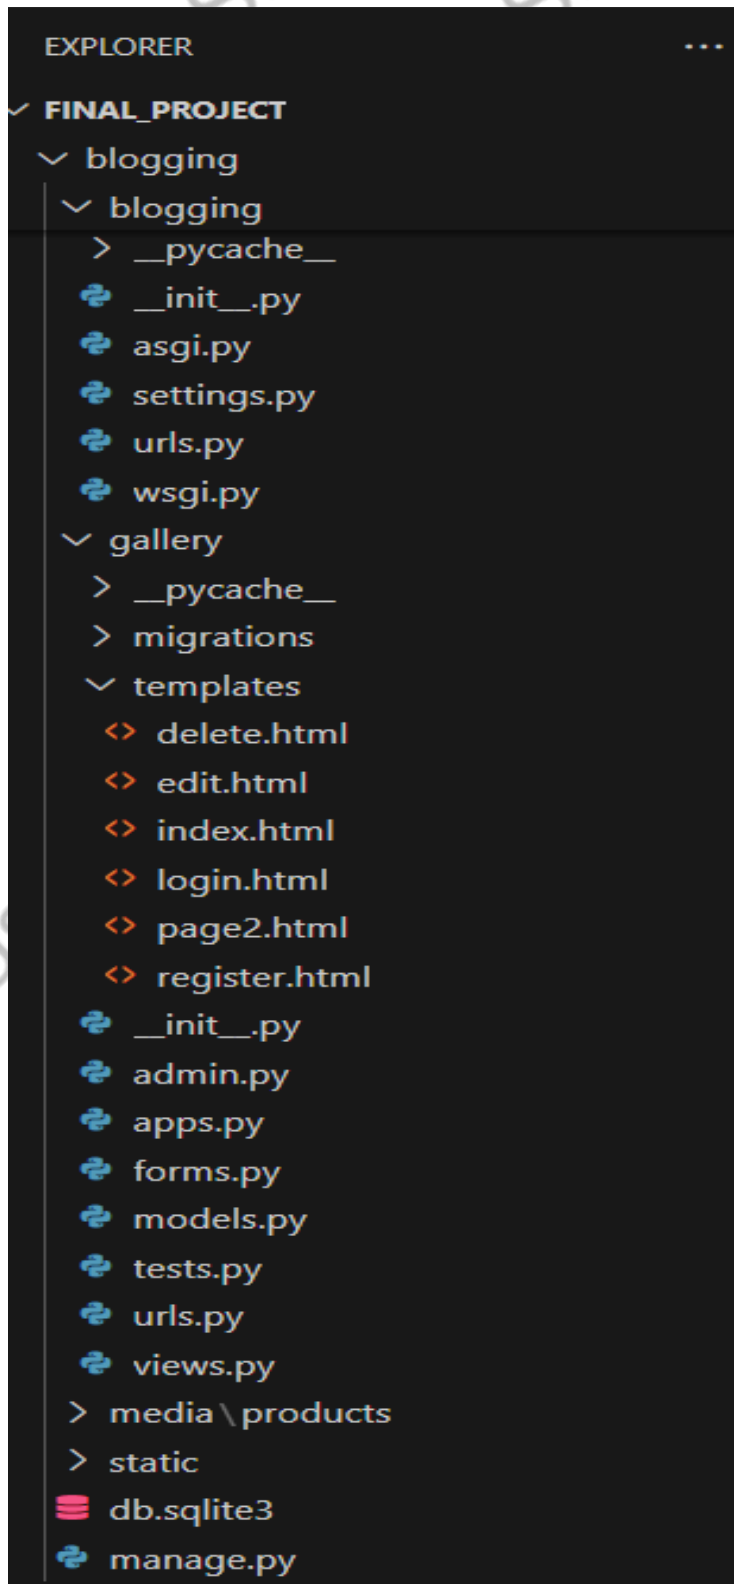 EXPLORER ...
FINAL_PROJECT
blogging
blogging
__pycache__
__init__.py
asgi.py
settings.py
urls.py
wsgi.py
gallery
__pycache__
migrations
templates
delete.html
edit.html
index.html
login.html
page2.html
register.html
__init__.py
admin.py
apps.py
forms.py
models.py
tests.py
urls.py
views.py
media\products
static
db.sqlite3
manage.py